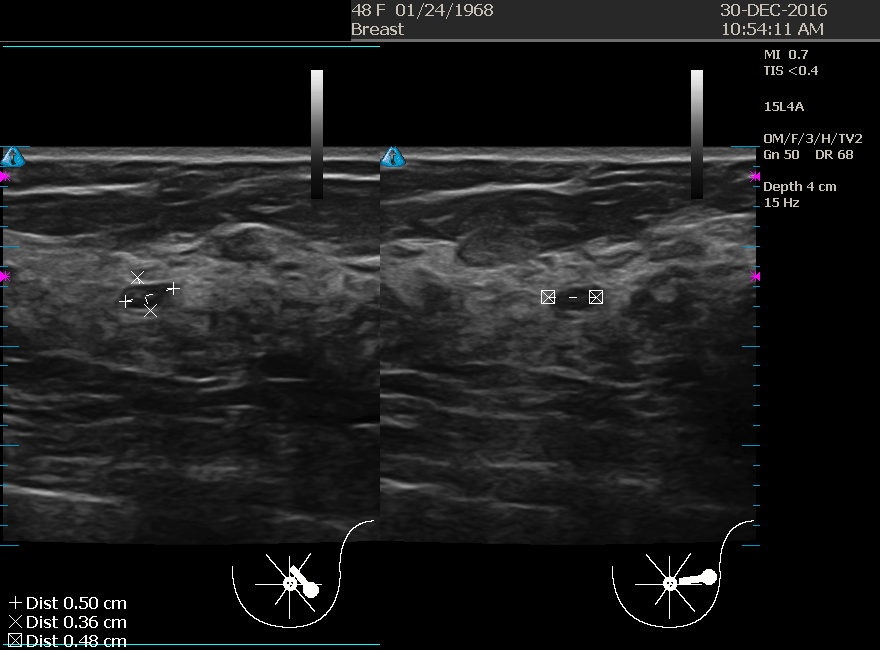 48 F 01/24/1968
30-DEC-2016
Breast
10:54:11 AM
MI 0.7
TIS <0.4
15L4A
OM/F/3/H/TV2
Gn 50 DR 68
Depth 4 cm
15 Hz
Dist 0.50 cm
Dist 0.36 cm
Dist 0.48 cm